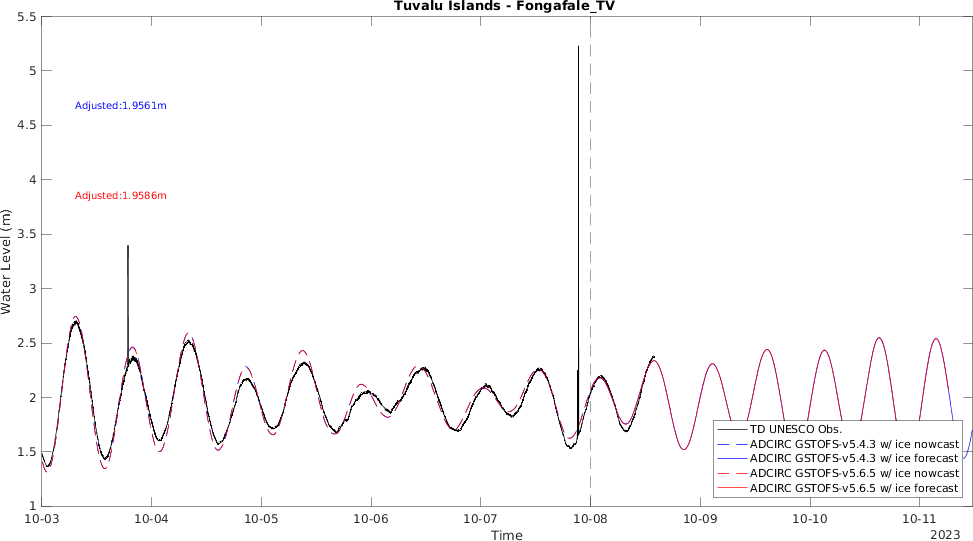 Tuvalu Islands - Fongafale_TV
5.5
5
4.5
4
3.5
3
2.5
2
1.5
1
Water Level (m)
Adjusted:1.9561m
Adjusted:1.9586m
TD UNESCO Obs.
ADCIRC GSTOFS-v5.4.3 w/ ice nowcast
ADCIRC GSTOFS-v5.4.3 w/ ice forecast
ADCIRC GSTOFS-v5.6.5 w/ ice nowcast
ADCIRC GSTOFS-v5.6.5 w/ ice forecast
10-03 10-04 10-05 10-06 10-07 10-08 10-09 10-10 10-11
Time
2023